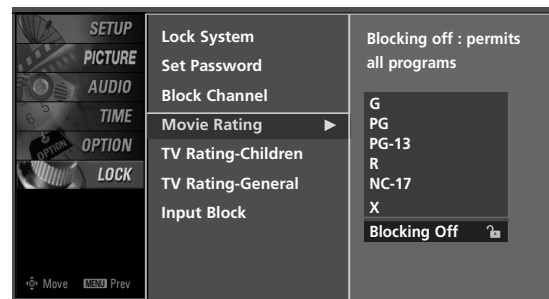 SETUP
PICTURE
AUDIO
TIME
OPTION
OPTION
LOCK
Move MENU Prev
Lock System
Set Password
Block Channel
Movie Rating
TV Rating-Children
TV Rating-General
Input Block
Blocking off : permits
all programs
G
PG
PG-13
R
NC-17
X
Blocking Off